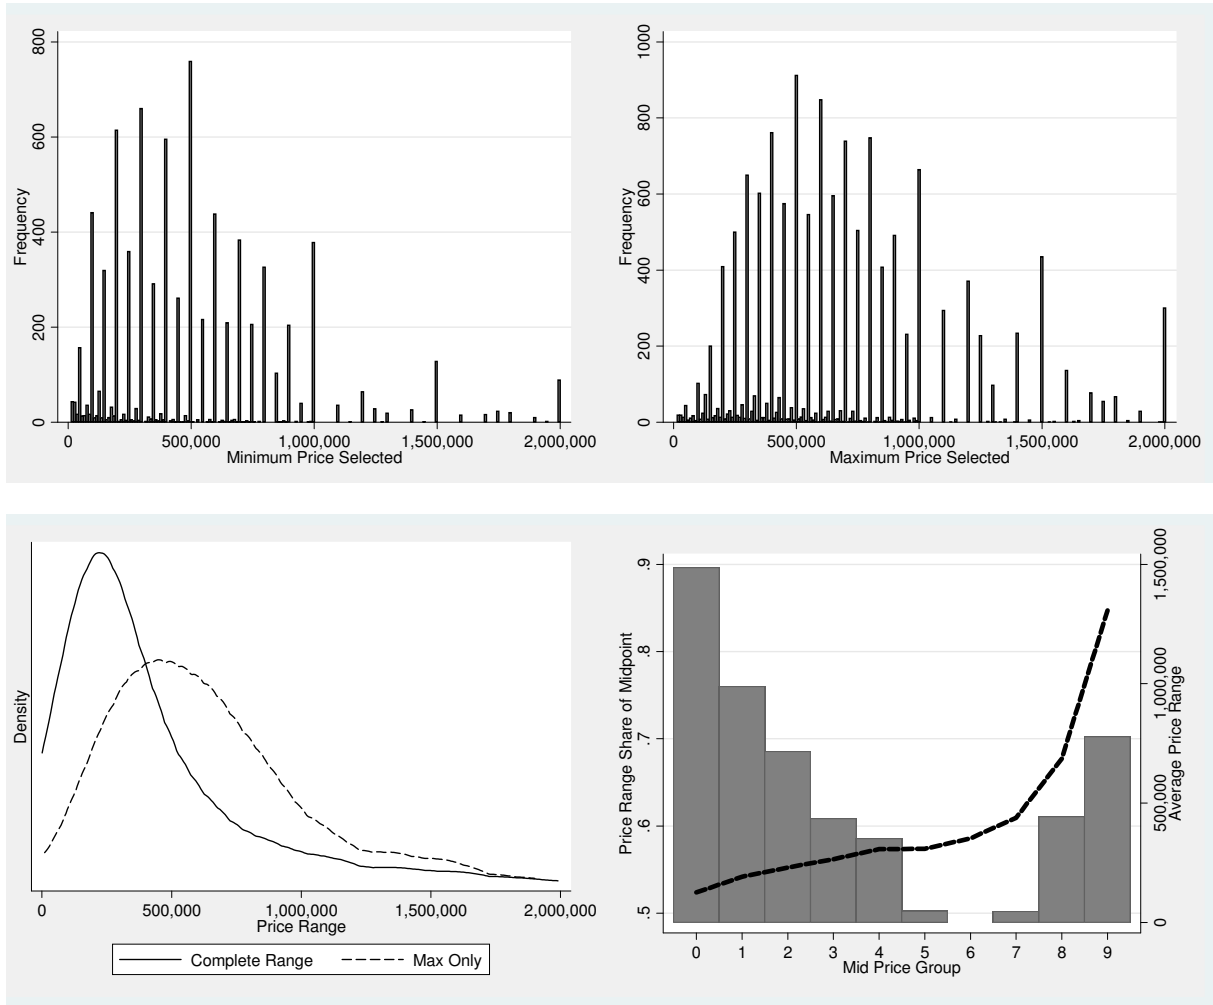 800
600
400
200
0
Frequency
0 500,000 1,000,000 1,500,000 2,000,000
Minimum Price Selected
1000
800
600
400
200
0
Frequency
0 500,000 1,000,000 1,500,000 2,000,000
Maximum Price Selected
Density
0 500,000 1,000,000 1,500,000 2,000,000
Price Range
Complete Range Max Only
.9
.8
.7
.6
.5
Price Range Share of Midpoint
1,500,000
1,000,000
500,000
0
Average Price Range
0 1 2 3 4 5 6 7 8 9
Mid Price Group